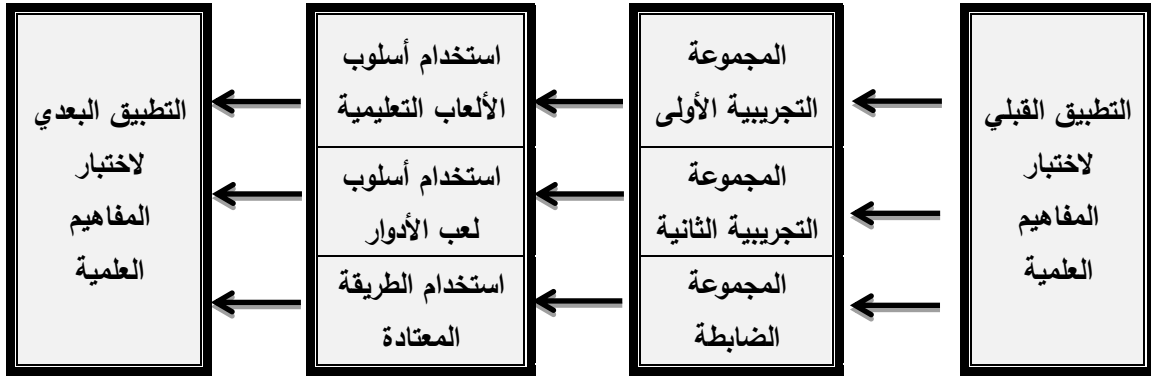 التطبيق القبلي
لاختبار
المفاهيم
العلمية
المجموعة
التجريبية الأولى
المجموعة
التجريبية الثانية
المجموعة
الضابطة
استخدام أسلوب
الألعاب التعليمية
استخدام أسلوب
لعب الأدوار
استخدام الطريقة
المعتادة
التطبيق البعدي
لاختبار
المفاهيم
العلمية